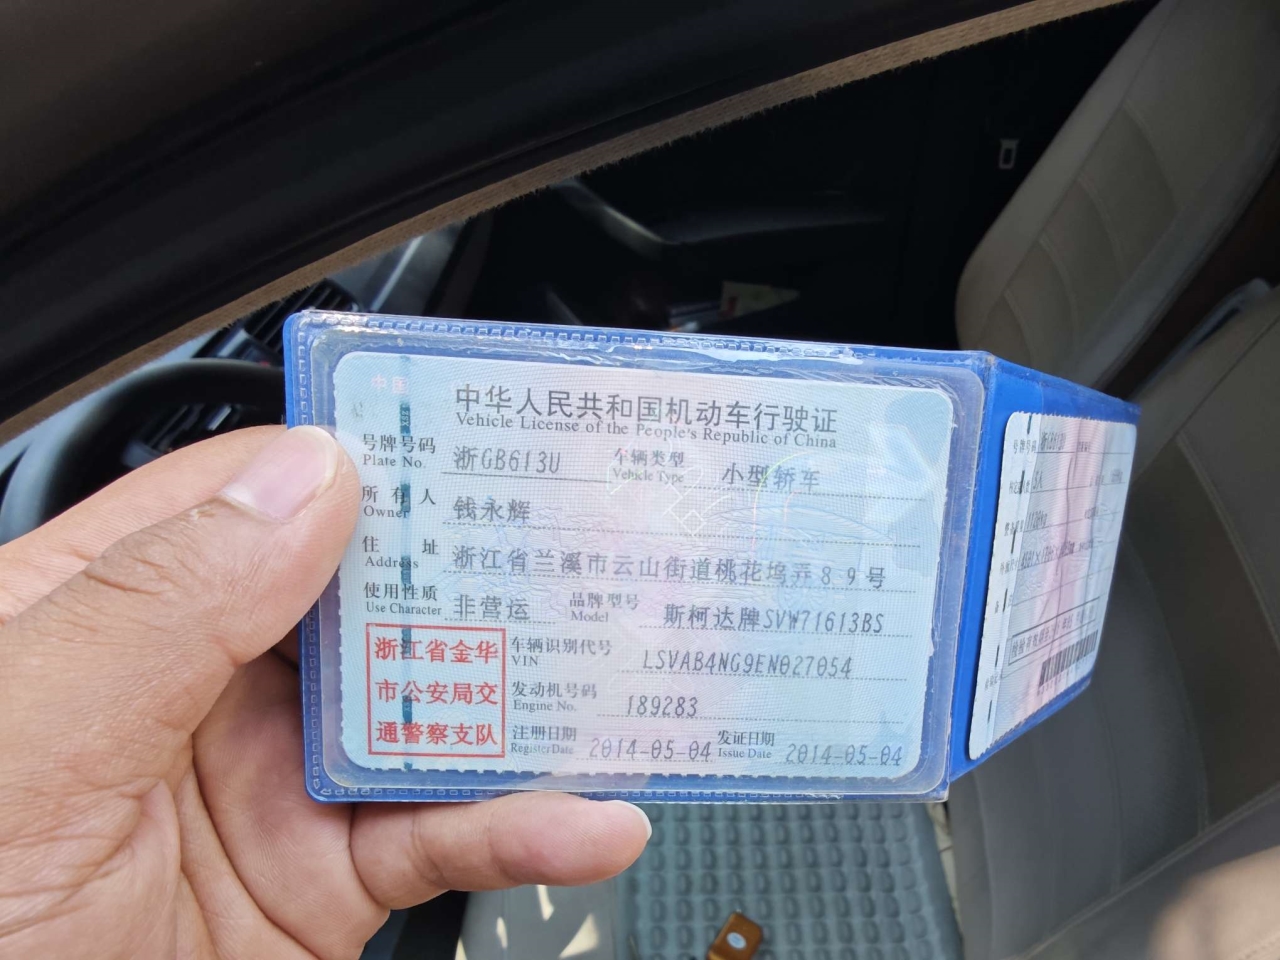 中国
中华人民共和国机动车行驶证
Vehicle License of the People's Republic of China
号牌号码 Plate No. 浙GB613U 车辆类型 Vehicle Type 小型轿车
所有人 Owner 钱永辉
住址 Address 浙江省兰溪市云山街道桃花坞弄89号
使用性质 Use Character 非营运 品牌型号 Model 斯柯达牌SVW71613BS
浙江省金华
市公安局交
通警察支队
车辆识别代号 VIN LSVAB4NG9EN027054
发动机号码 Engine No. 189283
注册日期 Register Date 2014-05-04 发证日期 Issue Date 2014-05-04
号牌号码